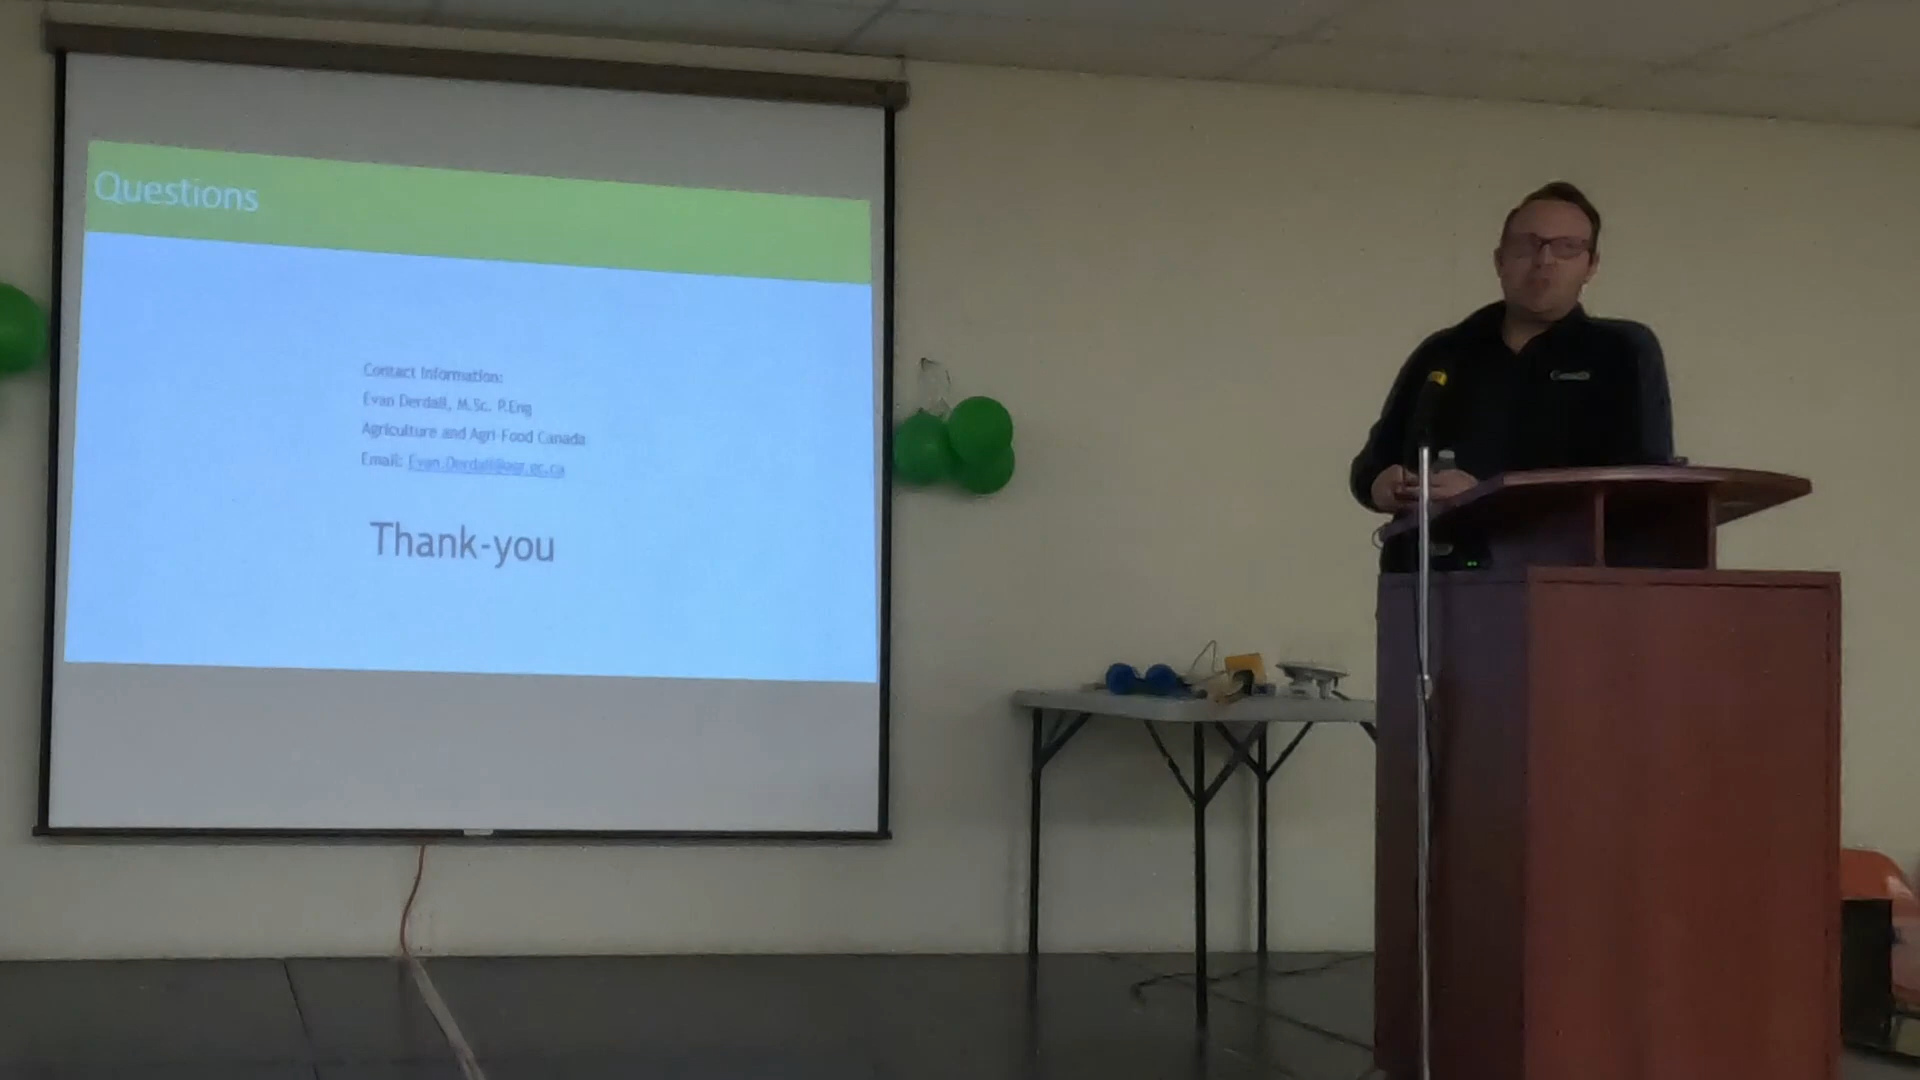 Questions
Contact Information:
Evan Derdall, M.Sc. P.Eng
Agriculture and Agri-Food Canada
Email: Evan.Derdall@agr.gc.ca
Thank-you
Canada